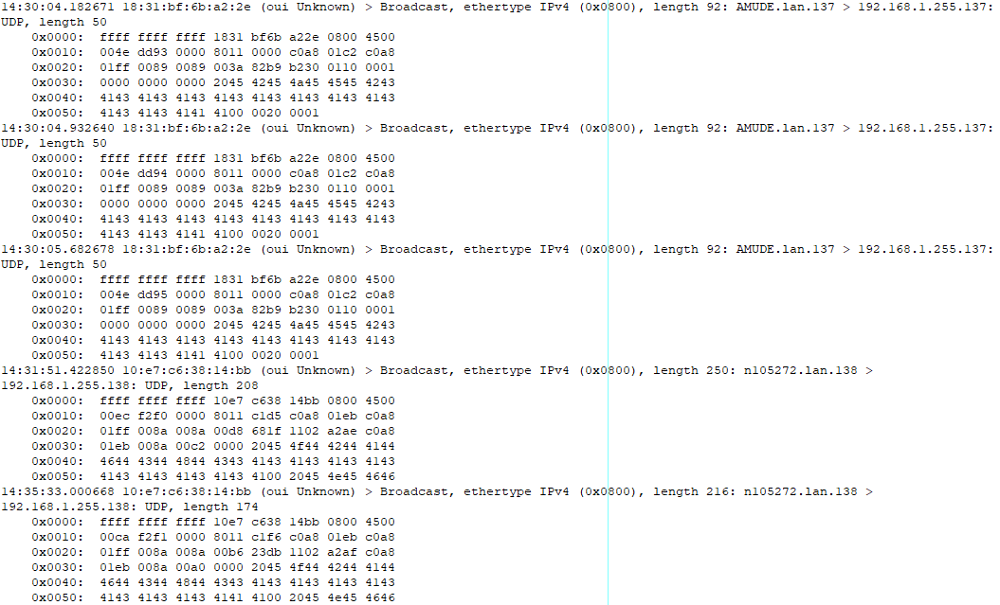 14:30:04.182671 18:31:bf:6b:a2:2e (oui Unknown) > Broadcast, ethertype IPv4 (0x0800), length 92: AMUDE.lan.137 > 192.168.1.255.137:
UDP, length 50
0x0000: ffff ffff ffff 1831 bf6b a22e 0800 4500
0x0010: 004e dd93 0000 8011 0000 c0a8 01c2 c0a8
0x0020: 01ff 0089 0089 003a 82b9 b230 0110 0001
0x0030: 0000 0000 0000 2045 4245 4a45 4545 4243
0x0040: 4143 4143 4143 4143 4143 4143 4143 4143
0x0050: 4143 4143 4141 4100 0020 0001
14:30:04.932640 18:31:bf:6b:a2:2e (oui Unknown) > Broadcast, ethertype IPv4 (0x0800), length 92: AMUDE.lan.137 > 192.168.1.255.137:
UDP, length 50
0x0000: ffff ffff ffff 1831 bf6b a22e 0800 4500
0x0010: 004e dd94 0000 8011 0000 c0a8 01c2 c0a8
0x0020: 01ff 0089 0089 003a 82b9 b230 0110 0001
0x0030: 0000 0000 0000 2045 4245 4a45 4545 4243
0x0040: 4143 4143 4143 4143 4143 4143 4143 4143
0x0050: 4143 4143 4141 4100 0020 0001
14:30:05.682678 18:31:bf:6b:a2:2e (oui Unknown) > Broadcast, ethertype IPv4 (0x0800), length 92: AMUDE.lan.137 > 192.168.1.255.137:
UDP, length 50
0x0000: ffff ffff ffff 1831 bf6b a22e 0800 4500
0x0010: 004e dd95 0000 8011 0000 c0a8 01c2 c0a8
0x0020: 01ff 0089 0089 003a 82b9 b230 0110 0001
0x0030: 0000 0000 0000 2045 4245 4a45 4545 4243
0x0040: 4143 4143 4143 4143 4143 4143 4143 4143
0x0050: 4143 4143 4141 4100 0020 0001
14:31:51.422850 10:e7:c6:38:14:bb (oui Unknown) > Broadcast, ethertype IPv4 (0x0800), length 250: n105272.lan.138 >
192.168.1.255.138: UDP, length 208
0x0000: ffff ffff ffff 10e7 c638 14bb 0800 4500
0x0010: 00ec f2f0 0000 8011 c1d5 c0a8 01eb c0a8
0x0020: 01ff 008a 008a 00d8 681f 1102 a2ae c0a8
0x0030: 01eb 008a 00c2 0000 2045 4f44 4244 4144
0x0040: 4644 4344 4844 4343 4143 4143 4143 4143
0x0050: 4143 4143 4143 4141 4100 2045 4e45 4646
14:35:33.000668 10:e7:c6:38:14:bb (oui Unknown) > Broadcast, ethertype IPv4 (0x0800), length 216: n105272.lan.138 >
192.168.1.255.138: UDP, length 174
0x0000: ffff ffff ffff 10e7 c638 14bb 0800 4500
0x0010: 00ca f2f1 0000 8011 c1f6 c0a8 01eb c0a8
0x0020: 01ff 008a 008a 00b6 23db 1102 a2af c0a8
0x0030: 01eb 008a 00a0 0000 2045 4f44 4244 4144
0x0040: 4644 4344 4844 4343 4143 4143 4143 4143
0x0050: 4143 4143 4143 4141 4100 2045 4e45 4646